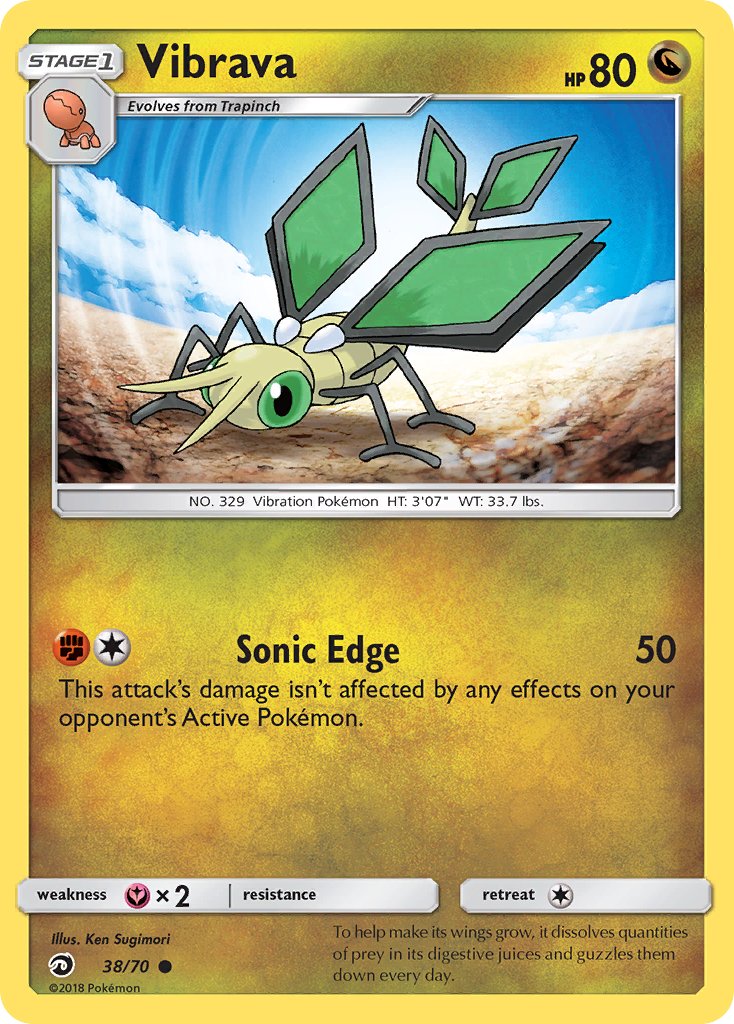 STAGE1
Vibrava
HP 80
Evolves from Trapinch
NO. 329 Vibration Pokémon HT: 3'07" WT: 33.7 lbs.
Sonic Edge 50
This attack's damage isn't affected by any effects on your
opponent's Active Pokémon.
weakness × 2 resistance retreat
Illus. Ken Sugimori
38/70
©2018 Pokémon
To help make its wings grow, it dissolves quantities
of prey in its digestive juices and guzzles them
down every day.